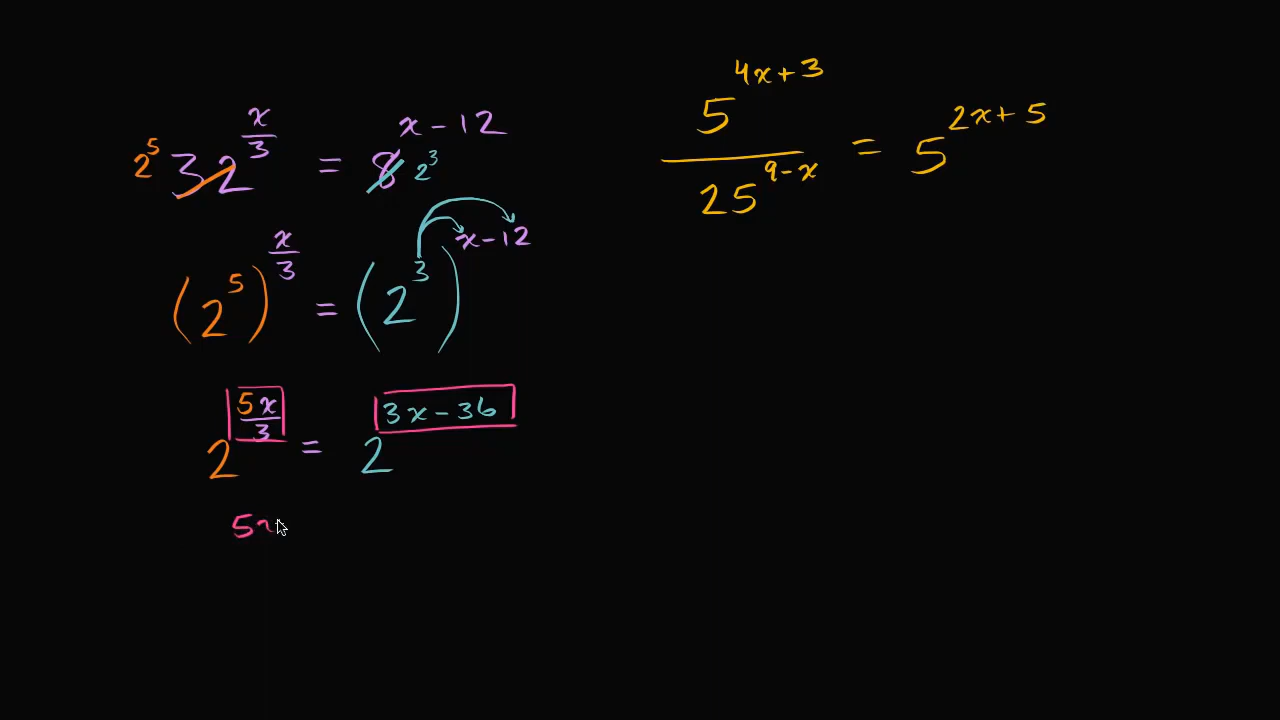 2^5 32^(x/3) = 8 2^3^(x-12)
(2^5)^(x/3) = (2^3)^(x-12)
2^(5x/3) = 2^(3x-36)
5x
5^(4x+3) / 25^(9-x) = 5^(2x+5)